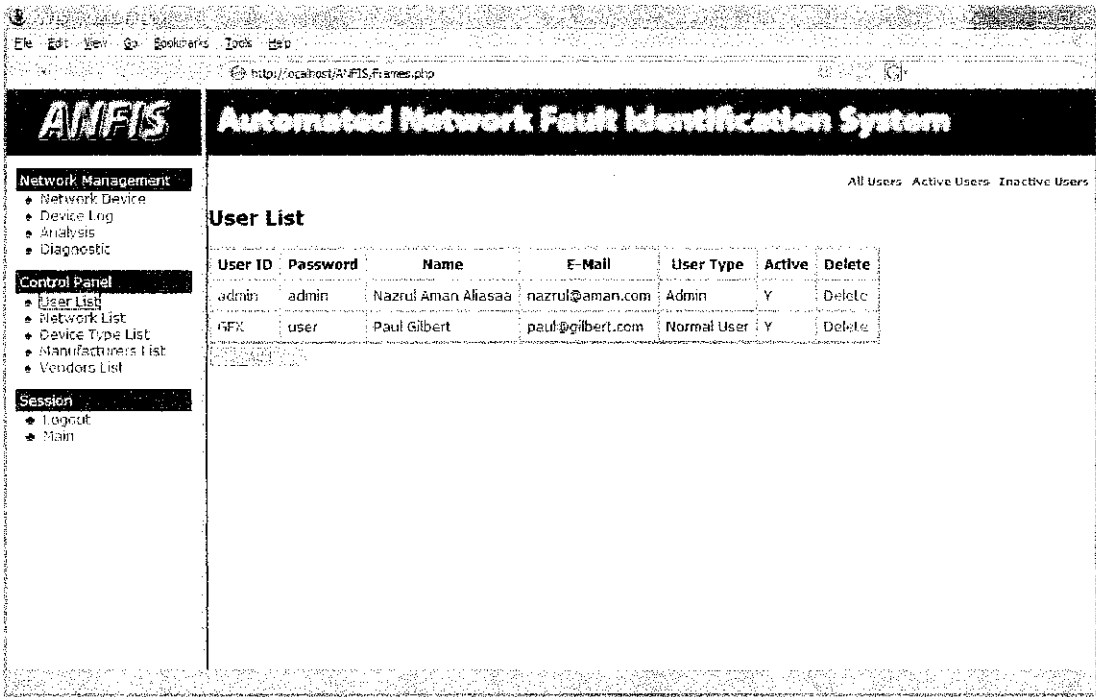 File Edit View Go Bookmarks Tools Help
http://localhost/ANFIS/Frames.php
ANFIS
Automated Network Fault Identification System
All Users Active Users Inactive Users
Network Management
Network Device
Device Log
Analysis
Diagnostic
Control Panel
User List
Network List
Device Type List
Manufacturers List
Vendors List
Session
Logout
Main
User List
User ID Password Name E-Mail User Type Active Delete
admin admin Nazrul Aman Aliasaa nazrul@aman.com Admin Y Delete
GFX user Paul Gilbert paul@gilbert.com Normal User Y Delete